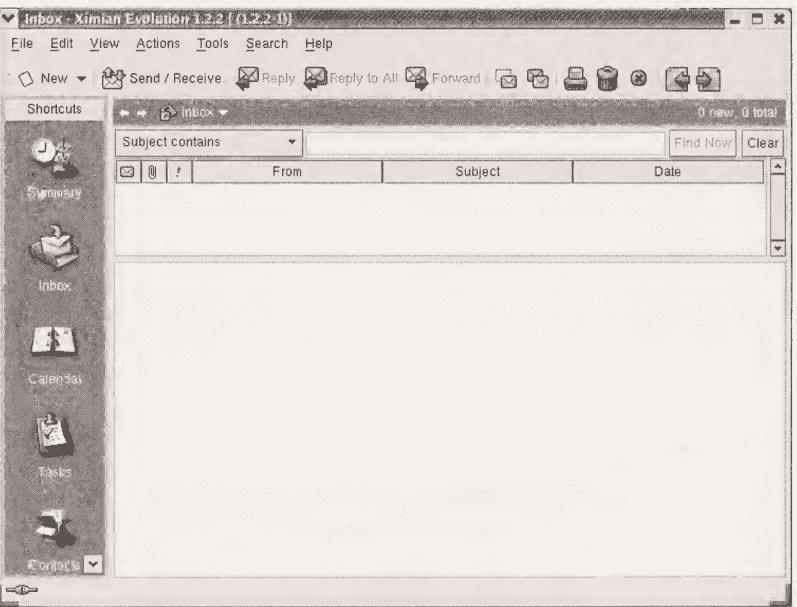 Inbox - Ximian Evolution 1.2.2 [ (1.2.2-1)]
File Edit View Actions Tools Search Help
New Send / Receive Reply Reply to All Forward
Shortcuts
Inbox 0 new, 0 total
Subject contains Find Now Clear
! From Subject Date
Summary
Inbox
Calendar
Tasks
Contacts